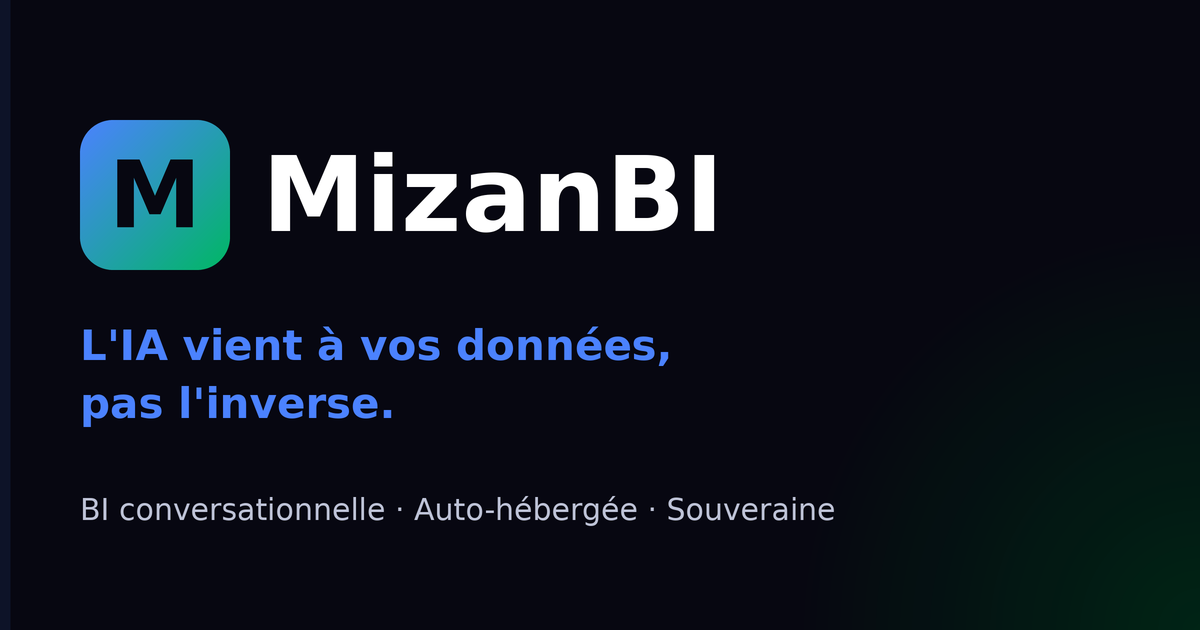 M
MizanBI
L'IA vient à vos données,
pas l'inverse.
BI conversationnelle · Auto-hébergée · Souveraine